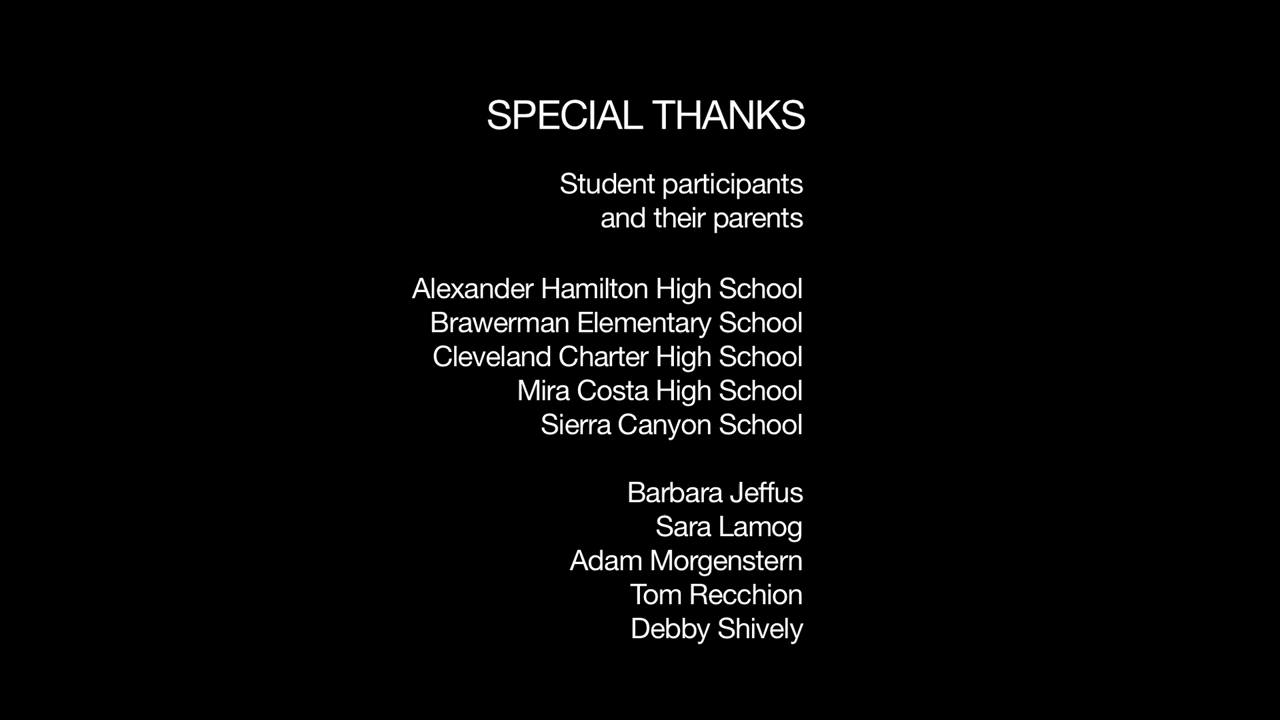 SPECIAL THANKS
Student participants
and their parents
Alexander Hamilton High School
Brawerman Elementary School
Cleveland Charter High School
Mira Costa High School
Sierra Canyon School
Barbara Jeffus
Sara Lamog
Adam Morgenstern
Tom Recchion
Debby Shively